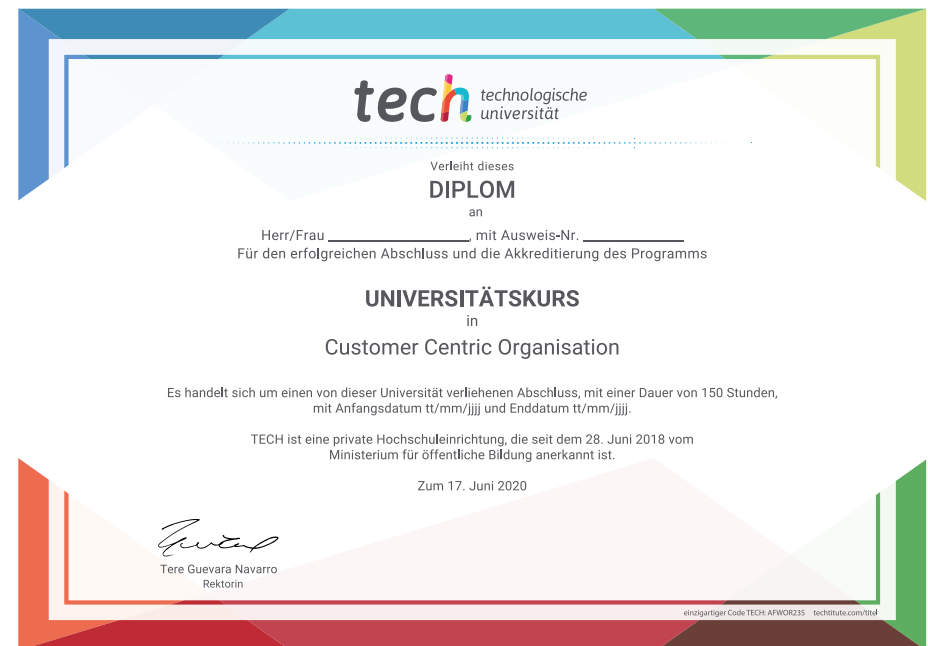 tech technologische
universität
Verleiht dieses
DIPLOM
an
Herr/Frau ____________________, mit Ausweis-Nr. ______________
Für den erfolgreichen Abschluss und die Akkreditierung des Programms
UNIVERSITÄTSKURS
in
Customer Centric Organisation
Es handelt sich um einen von dieser Universität verliehenen Abschluss, mit einer Dauer von 150 Stunden,
mit Anfangsdatum tt/mm/jjjj und Enddatum tt/mm/jjjj.
TECH ist eine private Hochschuleinrichtung, die seit dem 28. Juni 2018 vom
Ministerium für öffentliche Bildung anerkannt ist.
Zum 17. Juni 2020
Tere Guevara Navarro
Rektorin
einzigartiger Code TECH: AFWOR23S techtitute.com/titel